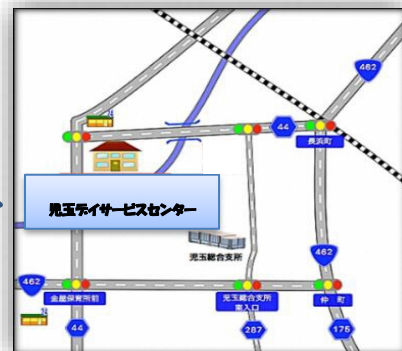 462
44
長浜町
児玉デイサービスセンター
児玉総合支所
462
462
金屋保育所前
児玉総合支所
東入口
仲町
44
287
175